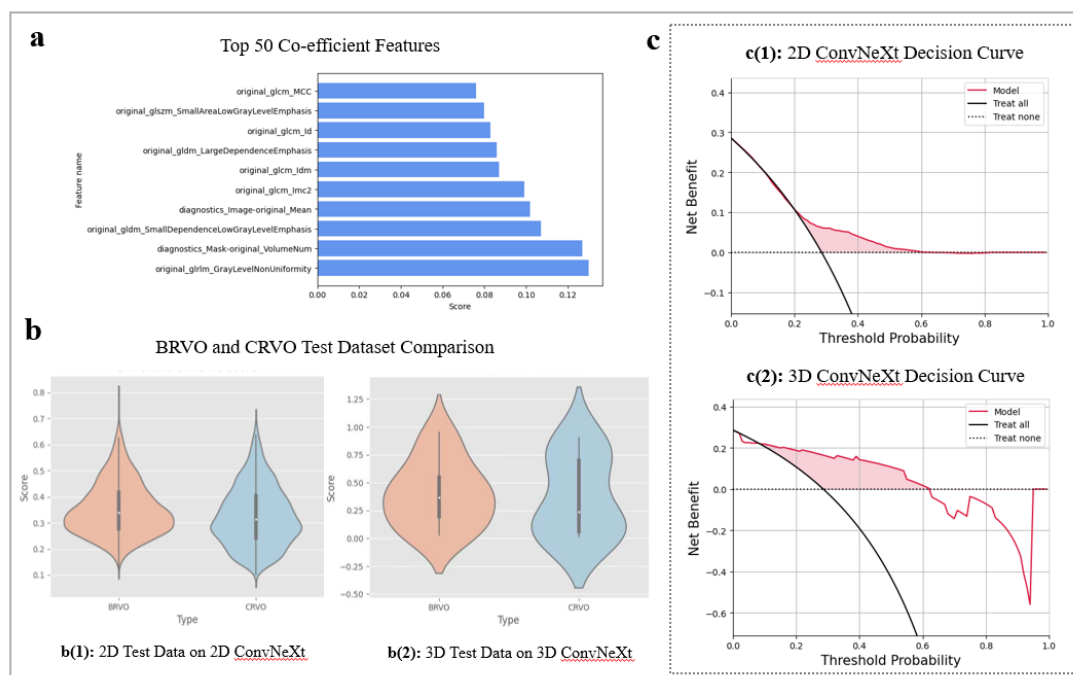 a
Top 50 Co-efficient Features
Feature name
original_glcm_MCC
original_glszm_SmallAreaLowGrayLevelEmphasis
original_glcm_Id
original_gldm_LargeDependenceEmphasis
original_glcm_Idm
original_glcm_Imc2
diagnostics_Image-original_Mean
original_gldm_SmallDependenceLowGrayLevelEmphasis
diagnostics_Mask-original_VolumeNum
original_glrlm_GrayLevelNonUniformity
0.00 0.02 0.04 0.06 0.08 0.10 0.12
Score
b
BRVO and CRVO Test Dataset Comparison
Score
0.8
0.7
0.6
0.5
0.4
0.3
0.2
0.1
BRVO CRVO
Type
b(1): 2D Test Data on 2D ConvNeXt
Score
1.25
1.00
0.75
0.50
0.25
0.00
−0.25
−0.50
BRVO CRVO
Type
b(2): 3D Test Data on 3D ConvNeXt
c
c(1): 2D ConvNeXt Decision Curve
Model
Treat all
Treat none
Net Benefit
0.4
0.3
0.2
0.1
0.0
−0.1
0.0 0.2 0.4 0.6 0.8 1.0
Threshold Probability
c(2): 3D ConvNeXt Decision Curve
Model
Treat all
Treat none
Net Benefit
0.4
0.2
0.0
−0.2
−0.4
−0.6
0.0 0.2 0.4 0.6 0.8 1.0
Threshold Probability